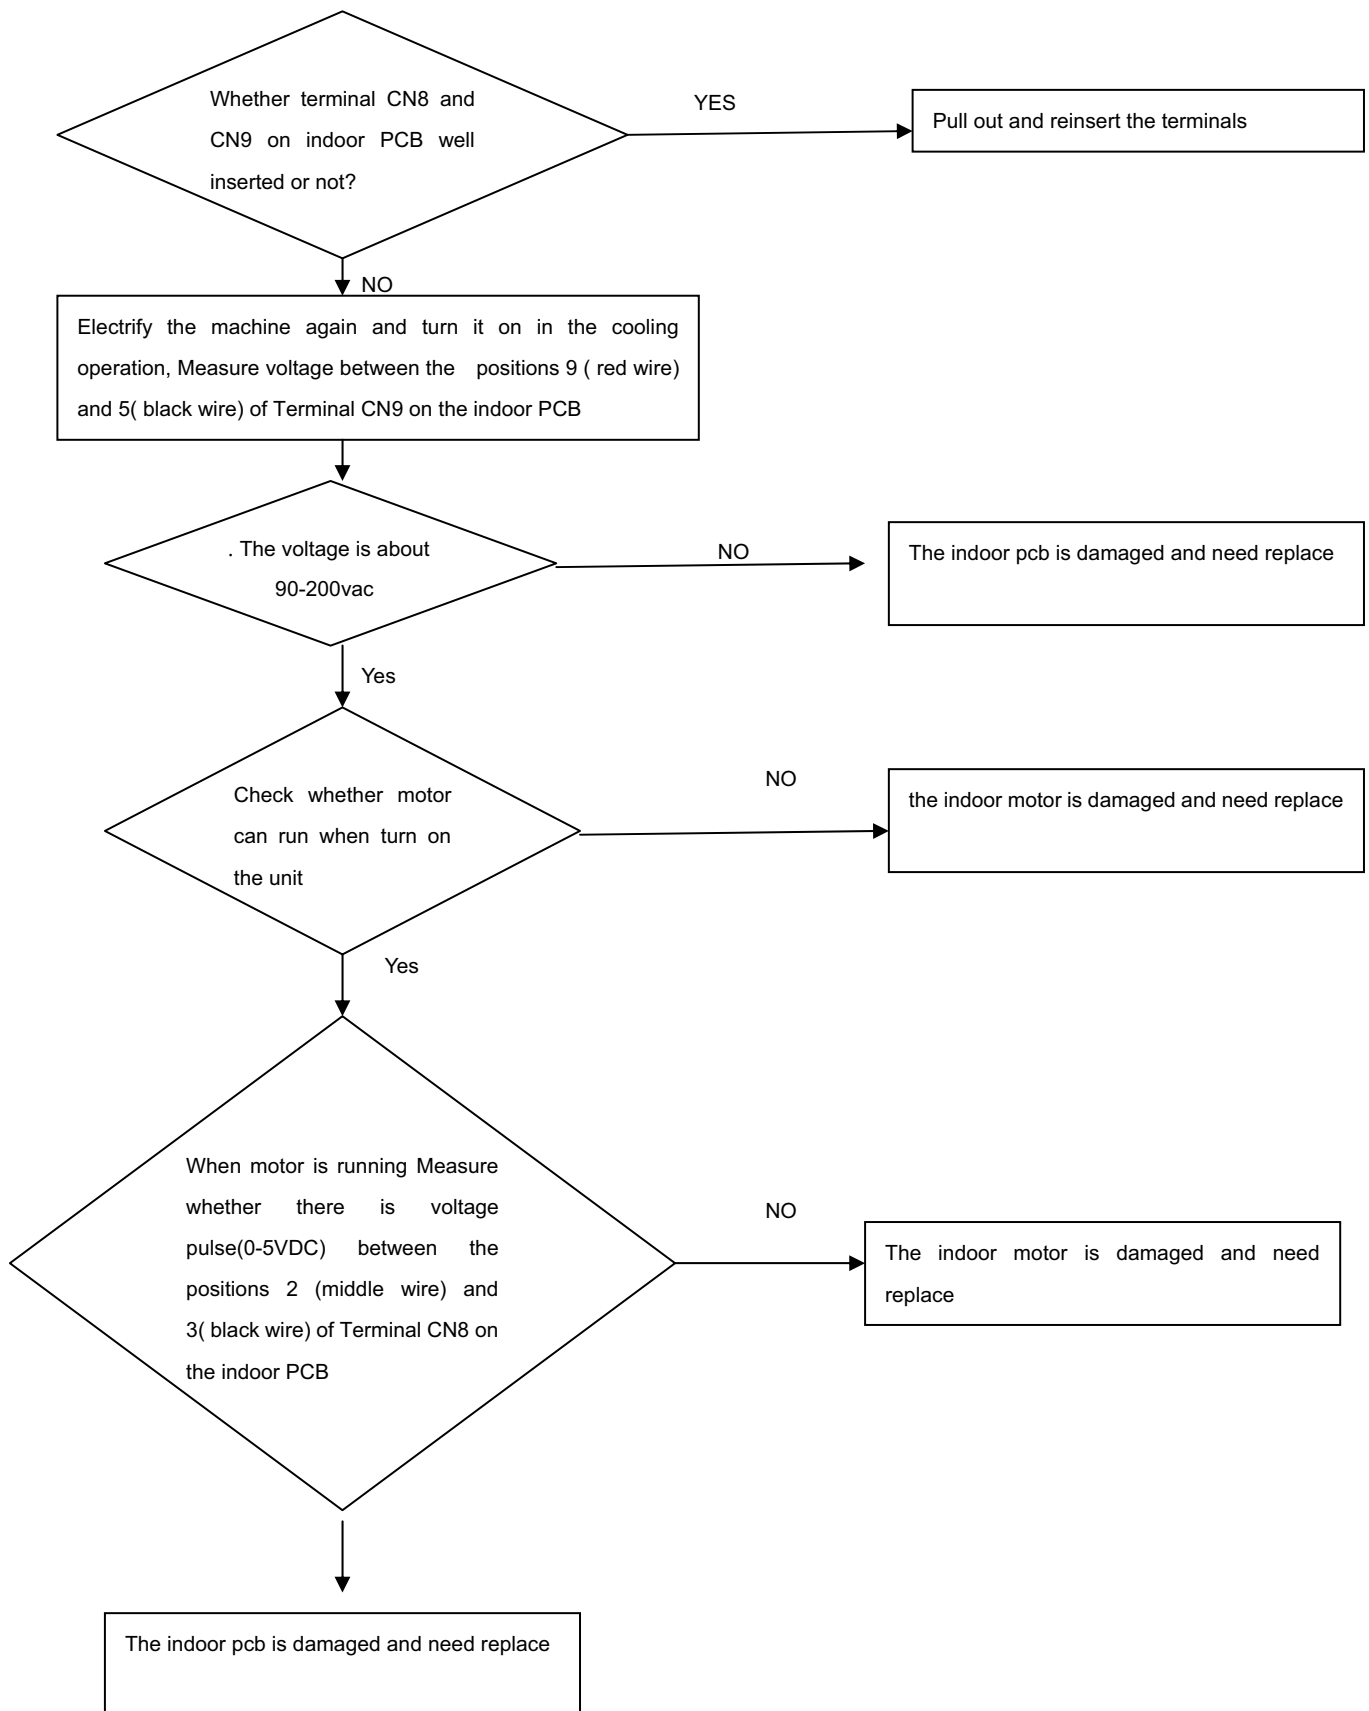 Whether terminal CN8 and
CN9 on indoor PCB well
inserted or not?
YES
Pull out and reinsert the terminals
NO
Electrify the machine again and turn it on in the cooling
operation, Measure voltage between the positions 9 ( red wire)
and 5( black wire) of Terminal CN9 on the indoor PCB
. The voltage is about
90-200vac
NO
The indoor pcb is damaged and need replace
Yes
Check whether motor
can run when turn on
the unit
NO
the indoor motor is damaged and need replace
Yes
When motor is running Measure
whether there is voltage
pulse(0-5VDC) between the
positions 2 (middle wire) and
3( black wire) of Terminal CN8 on
the indoor PCB
NO
The indoor motor is damaged and need
replace
The indoor pcb is damaged and need replace